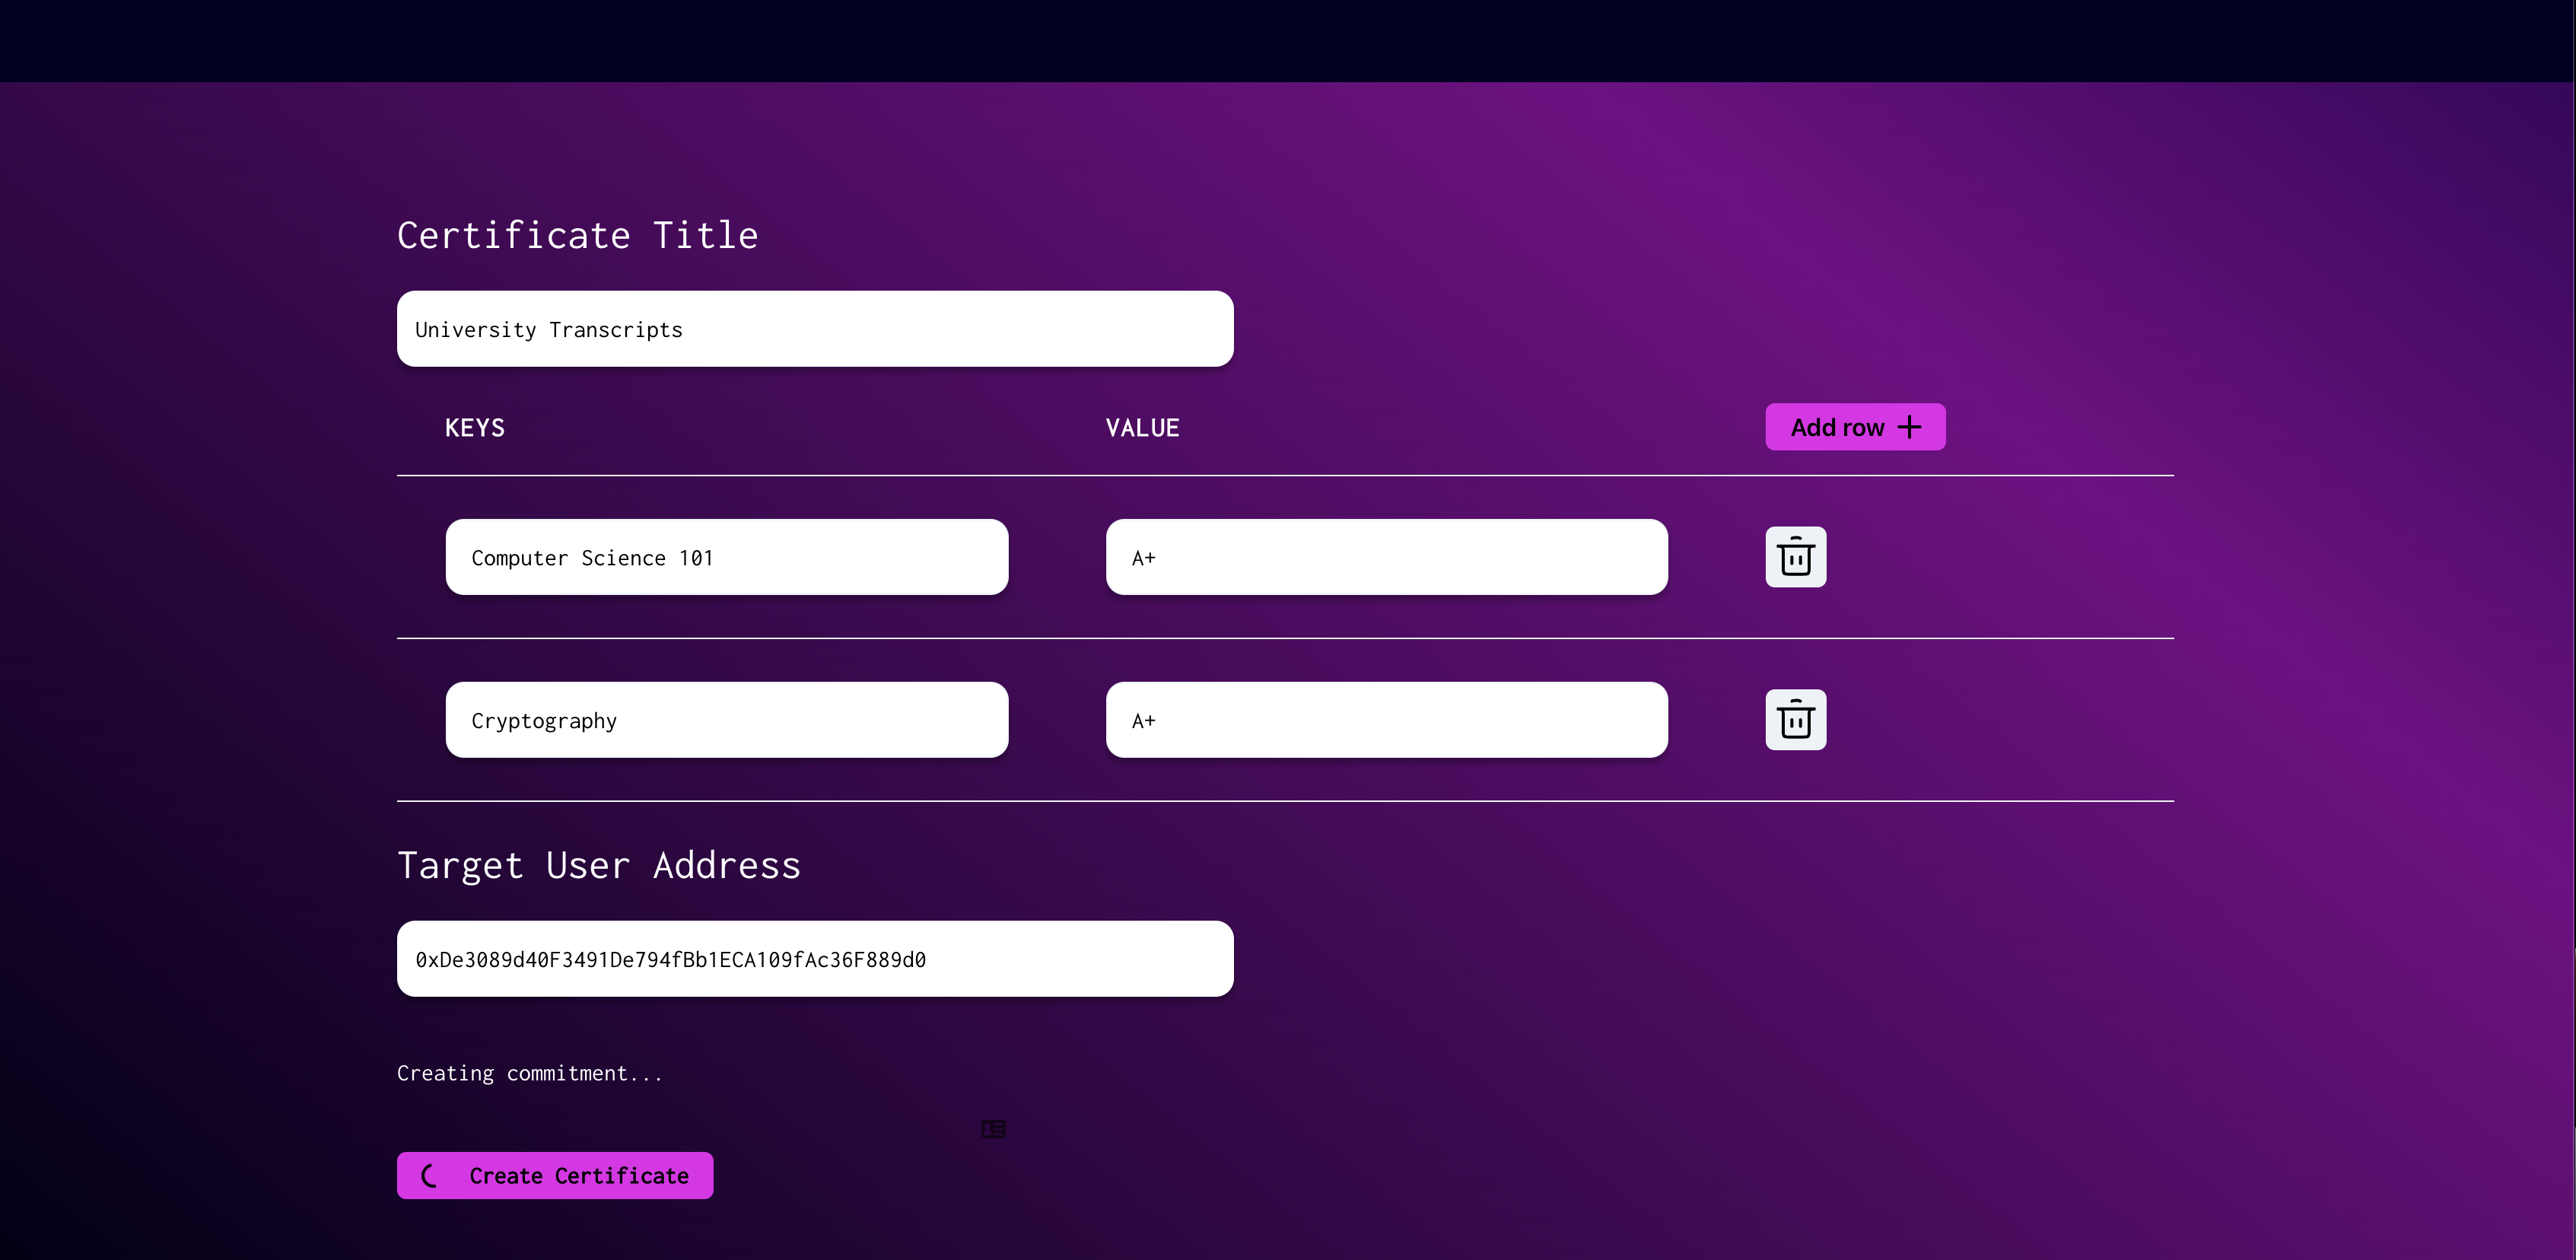 Certificate Title
University Transcripts
KEYS VALUE Add row
Computer Science 101 A+
Cryptography A+
Target User Address
0xDe3089d40F3491De794fBb1ECA109fAc36F889d0
Creating commitment...
Create Certificate